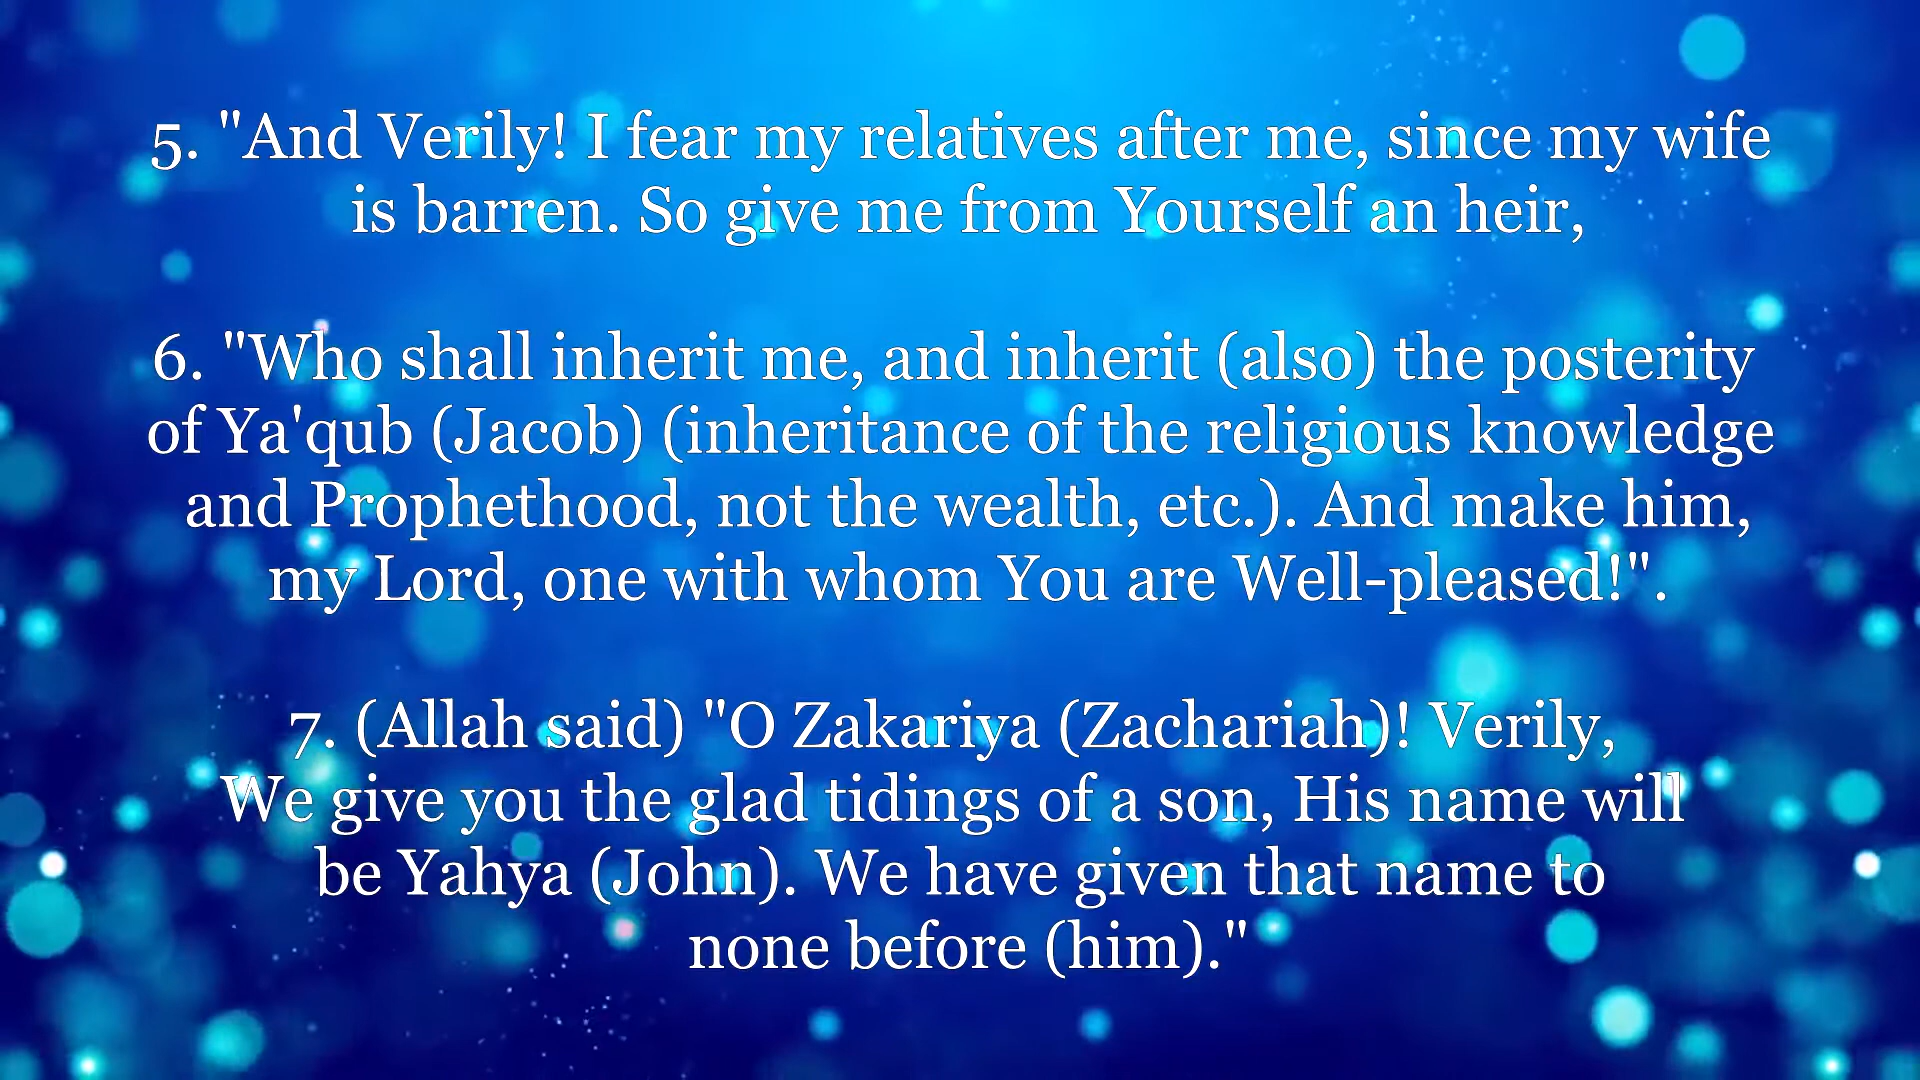 5. "And Verily! I fear my relatives after me, since my wife
is barren. So give me from Yourself an heir,
6. "Who shall inherit me, and inherit (also) the posterity
of Ya'qub (Jacob) (inheritance of the religious knowledge
and Prophethood, not the wealth, etc.). And make him,
my Lord, one with whom You are Well-pleased!".
7. (Allah said) "O Zakariya (Zachariah)! Verily,
We give you the glad tidings of a son, His name will
be Yahya (John). We have given that name to
none before (him)."